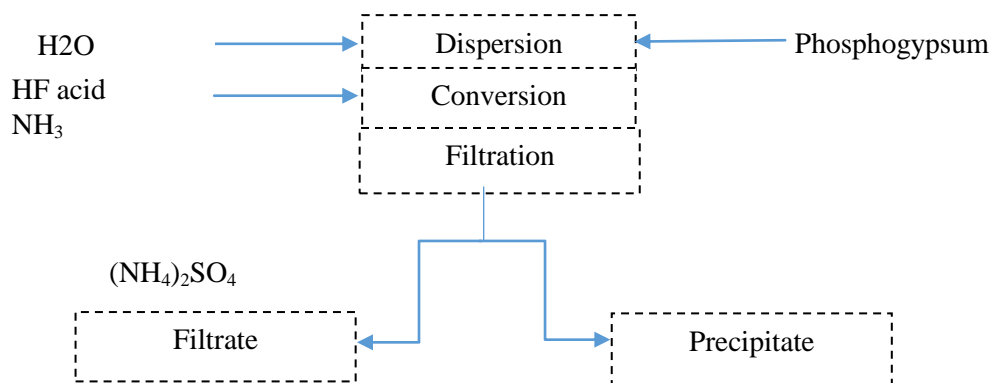 H2O
Dispersion
Phosphogypsum
HF acid
NH₃
Conversion
Filtration
(NH₄)₂SO₄
Filtrate
Precipitate